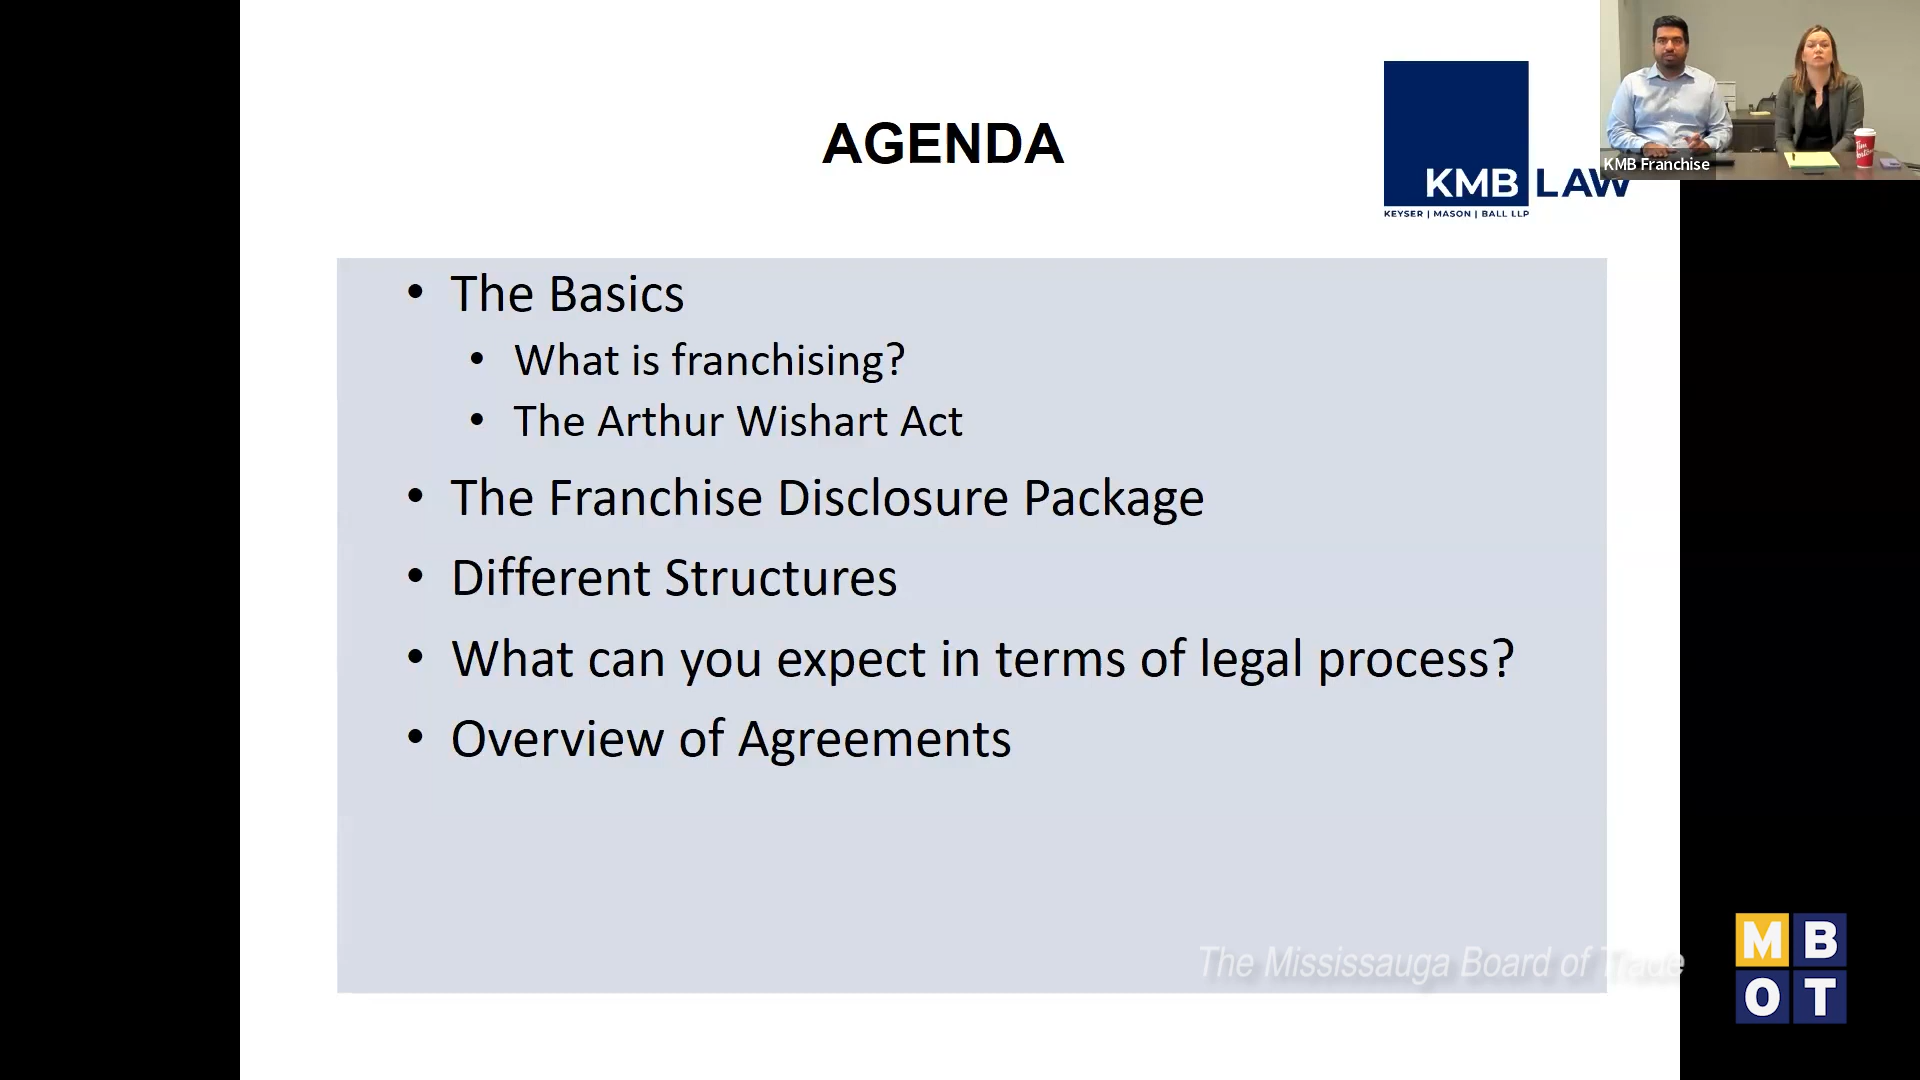 AGENDA
KMB LAW
KEYSER | MASON | BALL LLP
KMB Franchise
Tim Hortons
• The Basics
• What is franchising?
• The Arthur Wishart Act
• The Franchise Disclosure Package
• Different Structures
• What can you expect in terms of legal process?
• Overview of Agreements
The Mississauga Board of Trade
M B
O T